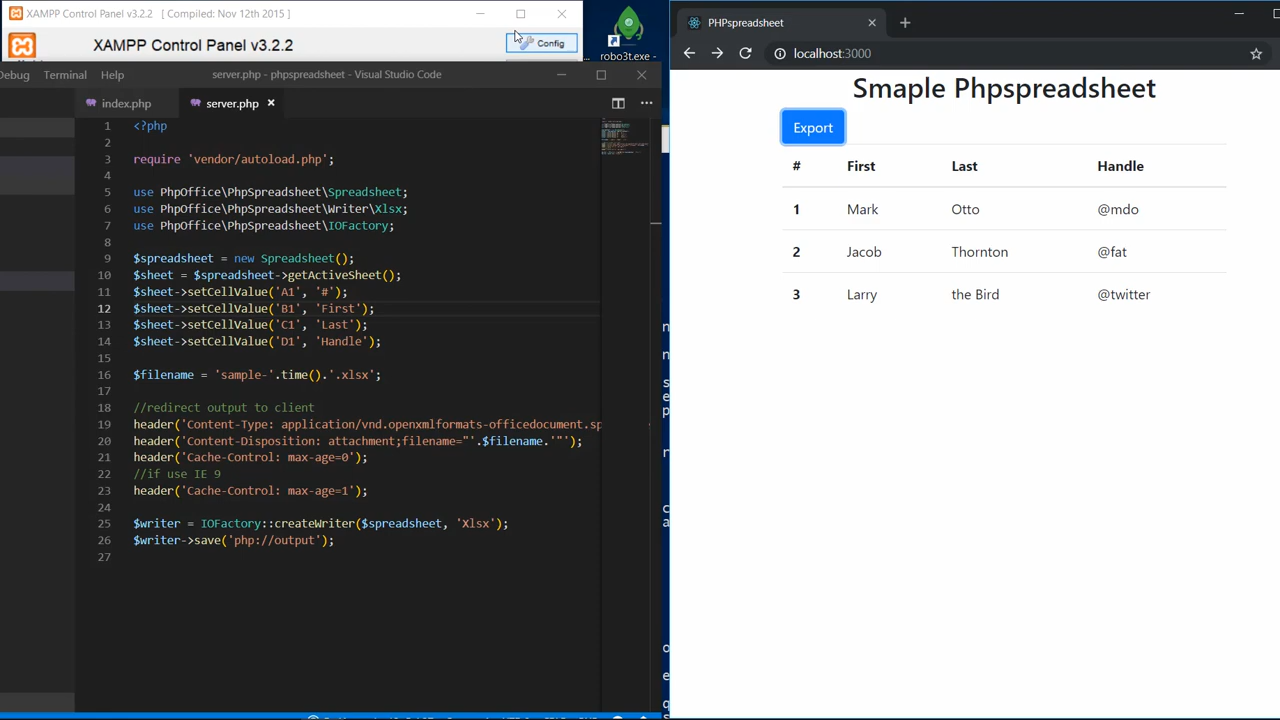 XAMPP Control Panel v3.2.2 [ Compiled: Nov 12th 2015 ]
XAMPP Control Panel v3.2.2
Config
robo3t.exe -
Debug Terminal Help
server.php - phpspreadsheet - Visual Studio Code
index.php
server.php
1 <?php
2
3 require 'vendor/autoload.php';
4
5 use PhpOffice\PhpSpreadsheet\Spreadsheet;
6 use PhpOffice\PhpSpreadsheet\Writer\Xlsx;
7 use PhpOffice\PhpSpreadsheet\IOFactory;
8
9 $spreadsheet = new Spreadsheet();
10 $sheet = $spreadsheet->getActiveSheet();
11 $sheet->setCellValue('A1', '#');
12 $sheet->setCellValue('B1', 'First');
13 $sheet->setCellValue('C1', 'Last');
14 $sheet->setCellValue('D1', 'Handle');
15
16 $filename = 'sample-'.time().'.xlsx';
17
18 //redirect output to client
19 header('Content-Type: application/vnd.openxmlformats-officedocument.sp
20 header('Content-Disposition: attachment;filename="'.$filename.'"');
21 header('Cache-Control: max-age=0');
22 //if use IE 9
23 header('Cache-Control: max-age=1');
24
25 $writer = IOFactory::createWriter($spreadsheet, 'Xlsx');
26 $writer->save('php://output');
27
PHPspreadsheet
localhost:3000
Smaple Phpspreadsheet
Export
# First Last Handle
1 Mark Otto @mdo
2 Jacob Thornton @fat
3 Larry the Bird @twitter